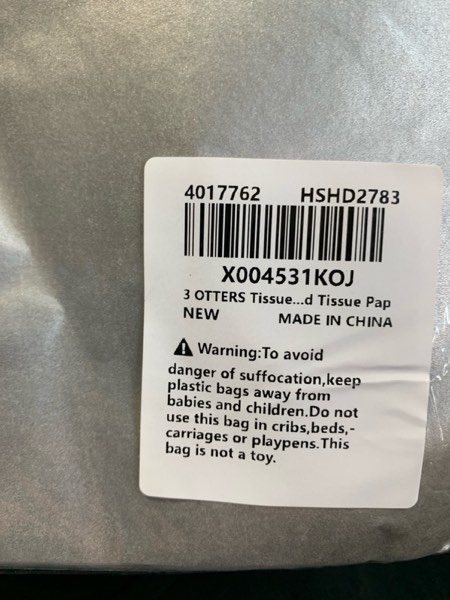 4017762 HSHD2783
X004531KOJ
3 OTTERS Tissue...d Tissue Pap
NEW MADE IN CHINA
Warning:To avoid
danger of suffocation,keep
plastic bags away from
babies and children.Do not
use this bag in cribs,beds,-
carriages or playpens.This
bag is not a toy.